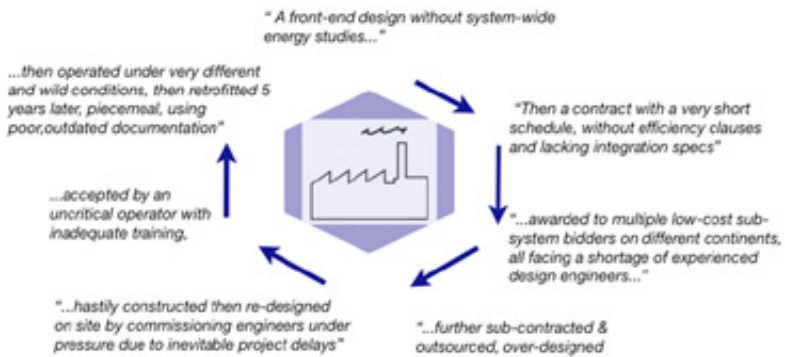 “ A front-end design without system-wide
energy studies...”
“Then a contract with a very short
schedule, without efficiency clauses
and lacking integration specs”
“...awarded to multiple low-cost sub-
system bidders on different continents,
all facing a shortage of experienced
design engineers...”
“...further sub-contracted &
outsourced, over-designed
“...hastily constructed then re-designed
on site by commissioning engineers under
pressure due to inevitable project delays”
...accepted by an
uncritical operator with
inadequate training,
...then operated under very different
and wild conditions, then retrofitted 5
years later, piecemeal, using
poor,outdated documentation”